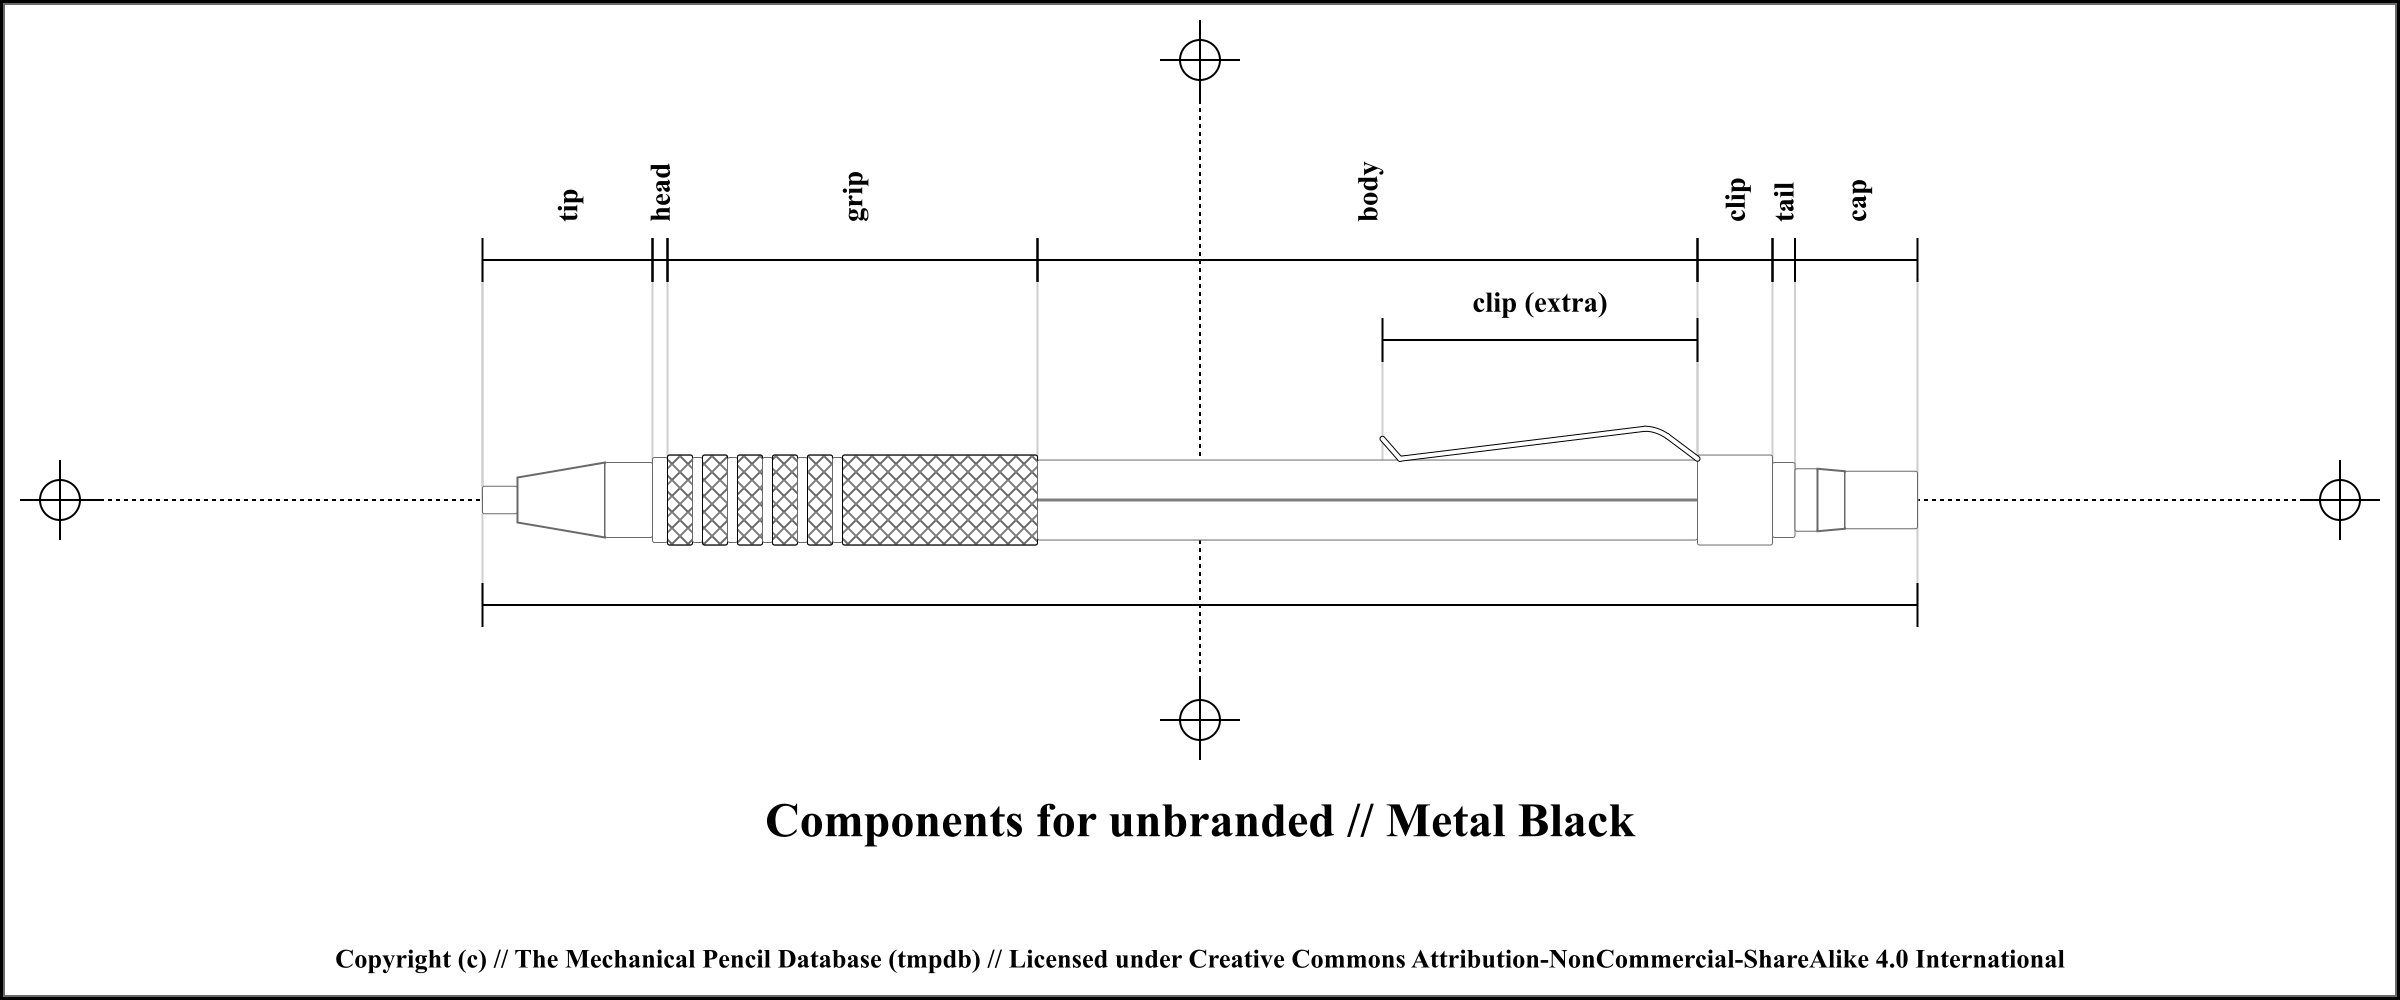 tip
head
grip
body
clip
tail
cap
clip (extra)
Components for unbranded // Metal Black
Copyright (c) // The Mechanical Pencil Database (tmpdb) // Licensed under Creative Commons Attribution-NonCommercial-ShareAlike 4.0 International